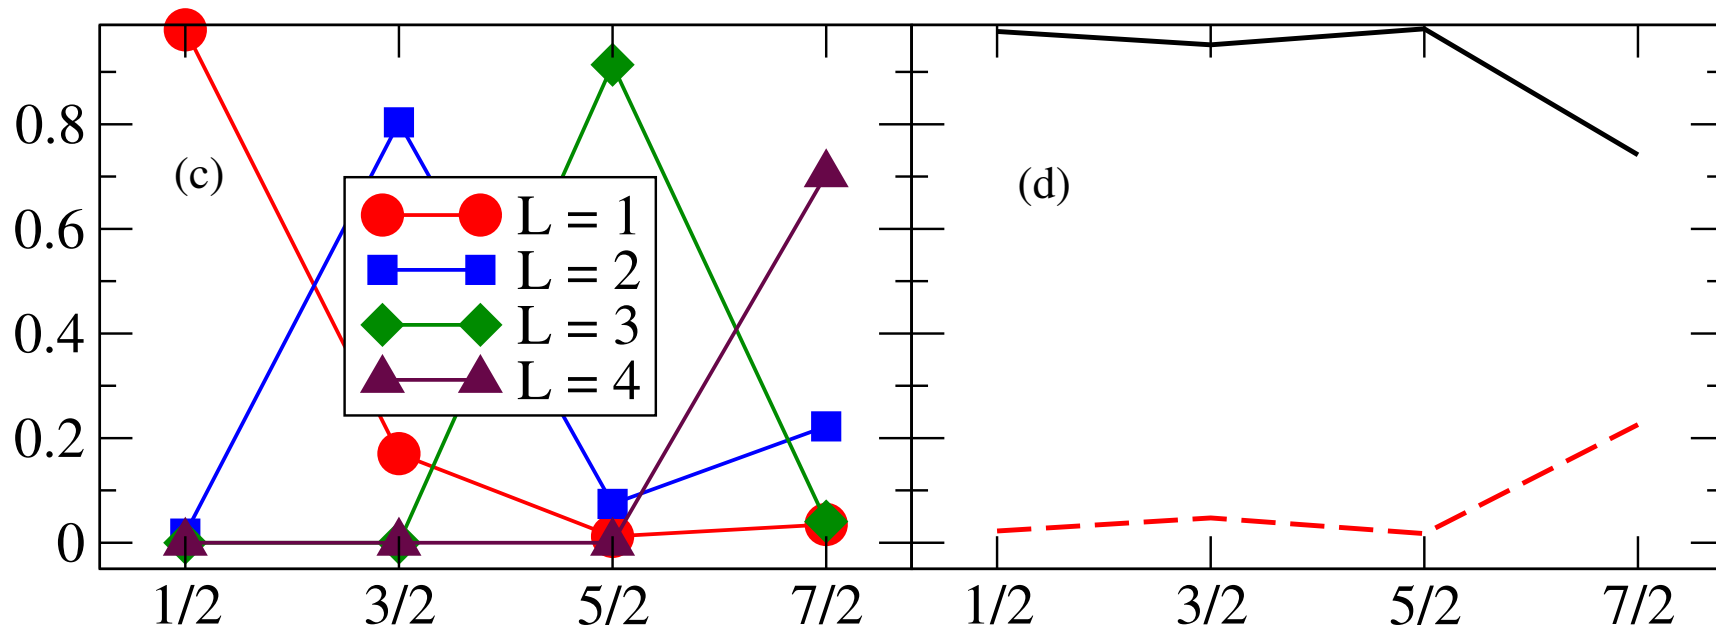 0.8
0.6
0.4
0.2
0
(c)
L = 1
L = 2
L = 3
L = 4
(d)
1/2 3/2 5/2 7/2 1/2 3/2 5/2 7/2